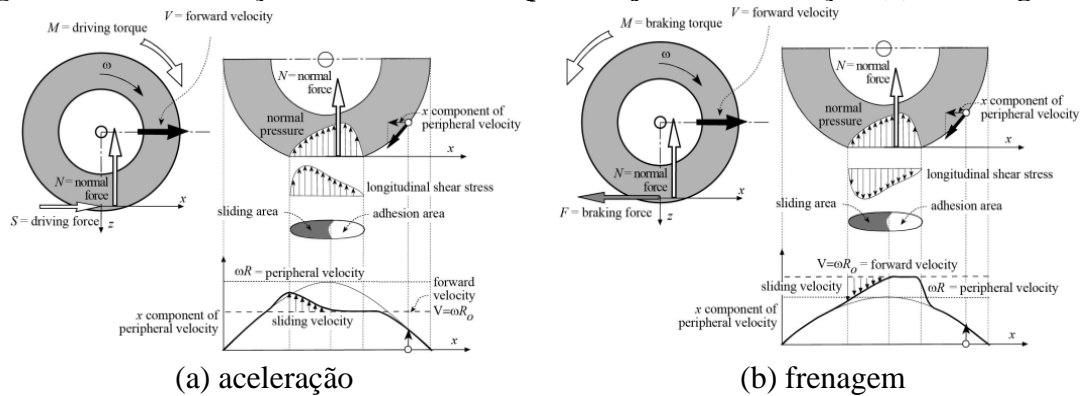 V = forward velocity
M = driving torque
ω
N = normal
force
S = driving force
x
z
N = normal
force
normal
pressure
x component of
peripheral velocity
x
longitudinal shear stress
sliding area
adhesion area
ωR = peripheral velocity
forward
velocity
V=ωRo
x component of
peripheral velocity
sliding velocity
x
(a) aceleração
V = forward velocity
M = braking torque
ω
N = normal
force
F = braking force
x
z
N = normal
force
normal
pressure
x component of
peripheral velocity
x
longitudinal shear stress
sliding area
adhesion area
V=ωRo = forward velocity
sliding velocity
ωR = peripheral velocity
x component of
peripheral velocity
x
(b) frenagem